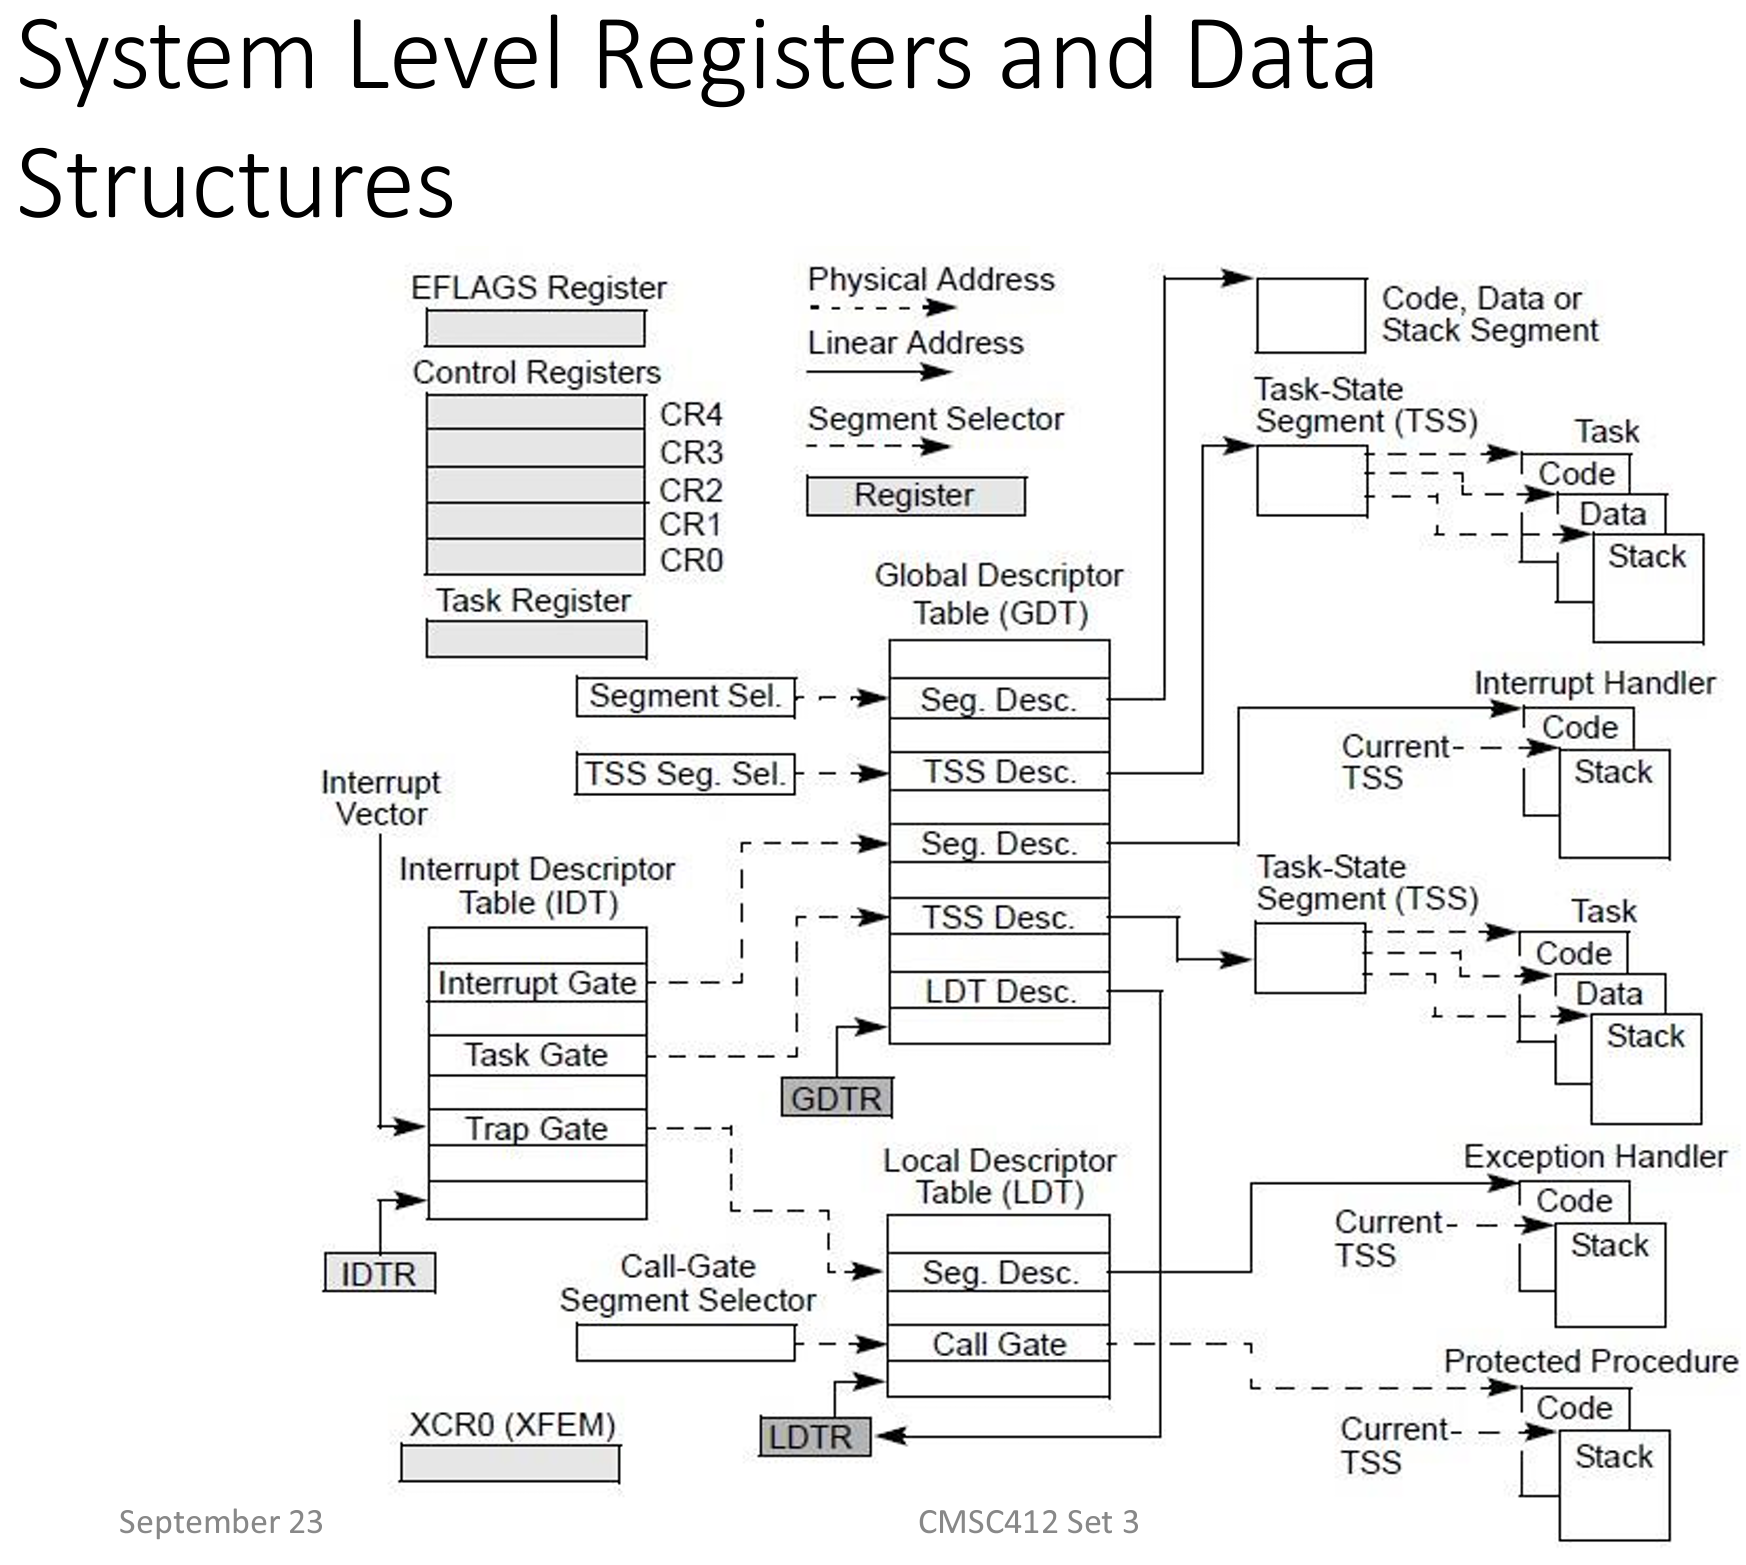 System Level Registers and Data
Structures
EFLAGS Register
Control Registers
CR4
CR3
CR2
CR1
CR0
Task Register
Physical Address
Linear Address
Segment Selector
Register
Code, Data or
Stack Segment
Task-State
Segment (TSS)
Task
Code
Data
Stack
Global Descriptor
Table (GDT)
Segment Sel.
Seg. Desc.
TSS Seg. Sel.
TSS Desc.
Seg. Desc.
TSS Desc.
LDT Desc.
GDTR
Interrupt Handler
Code
Current
TSS
Stack
Interrupt
Vector
Interrupt Descriptor
Table (IDT)
Interrupt Gate
Task Gate
Trap Gate
IDTR
Task-State
Segment (TSS)
Task
Code
Data
Stack
Local Descriptor
Table (LDT)
Seg. Desc.
Call Gate
Call-Gate
Segment Selector
LDTR
Exception Handler
Code
Current
TSS
Stack
Protected Procedure
Code
Current
TSS
Stack
XCR0 (XFEM)
September 23
CMSC412 Set 3